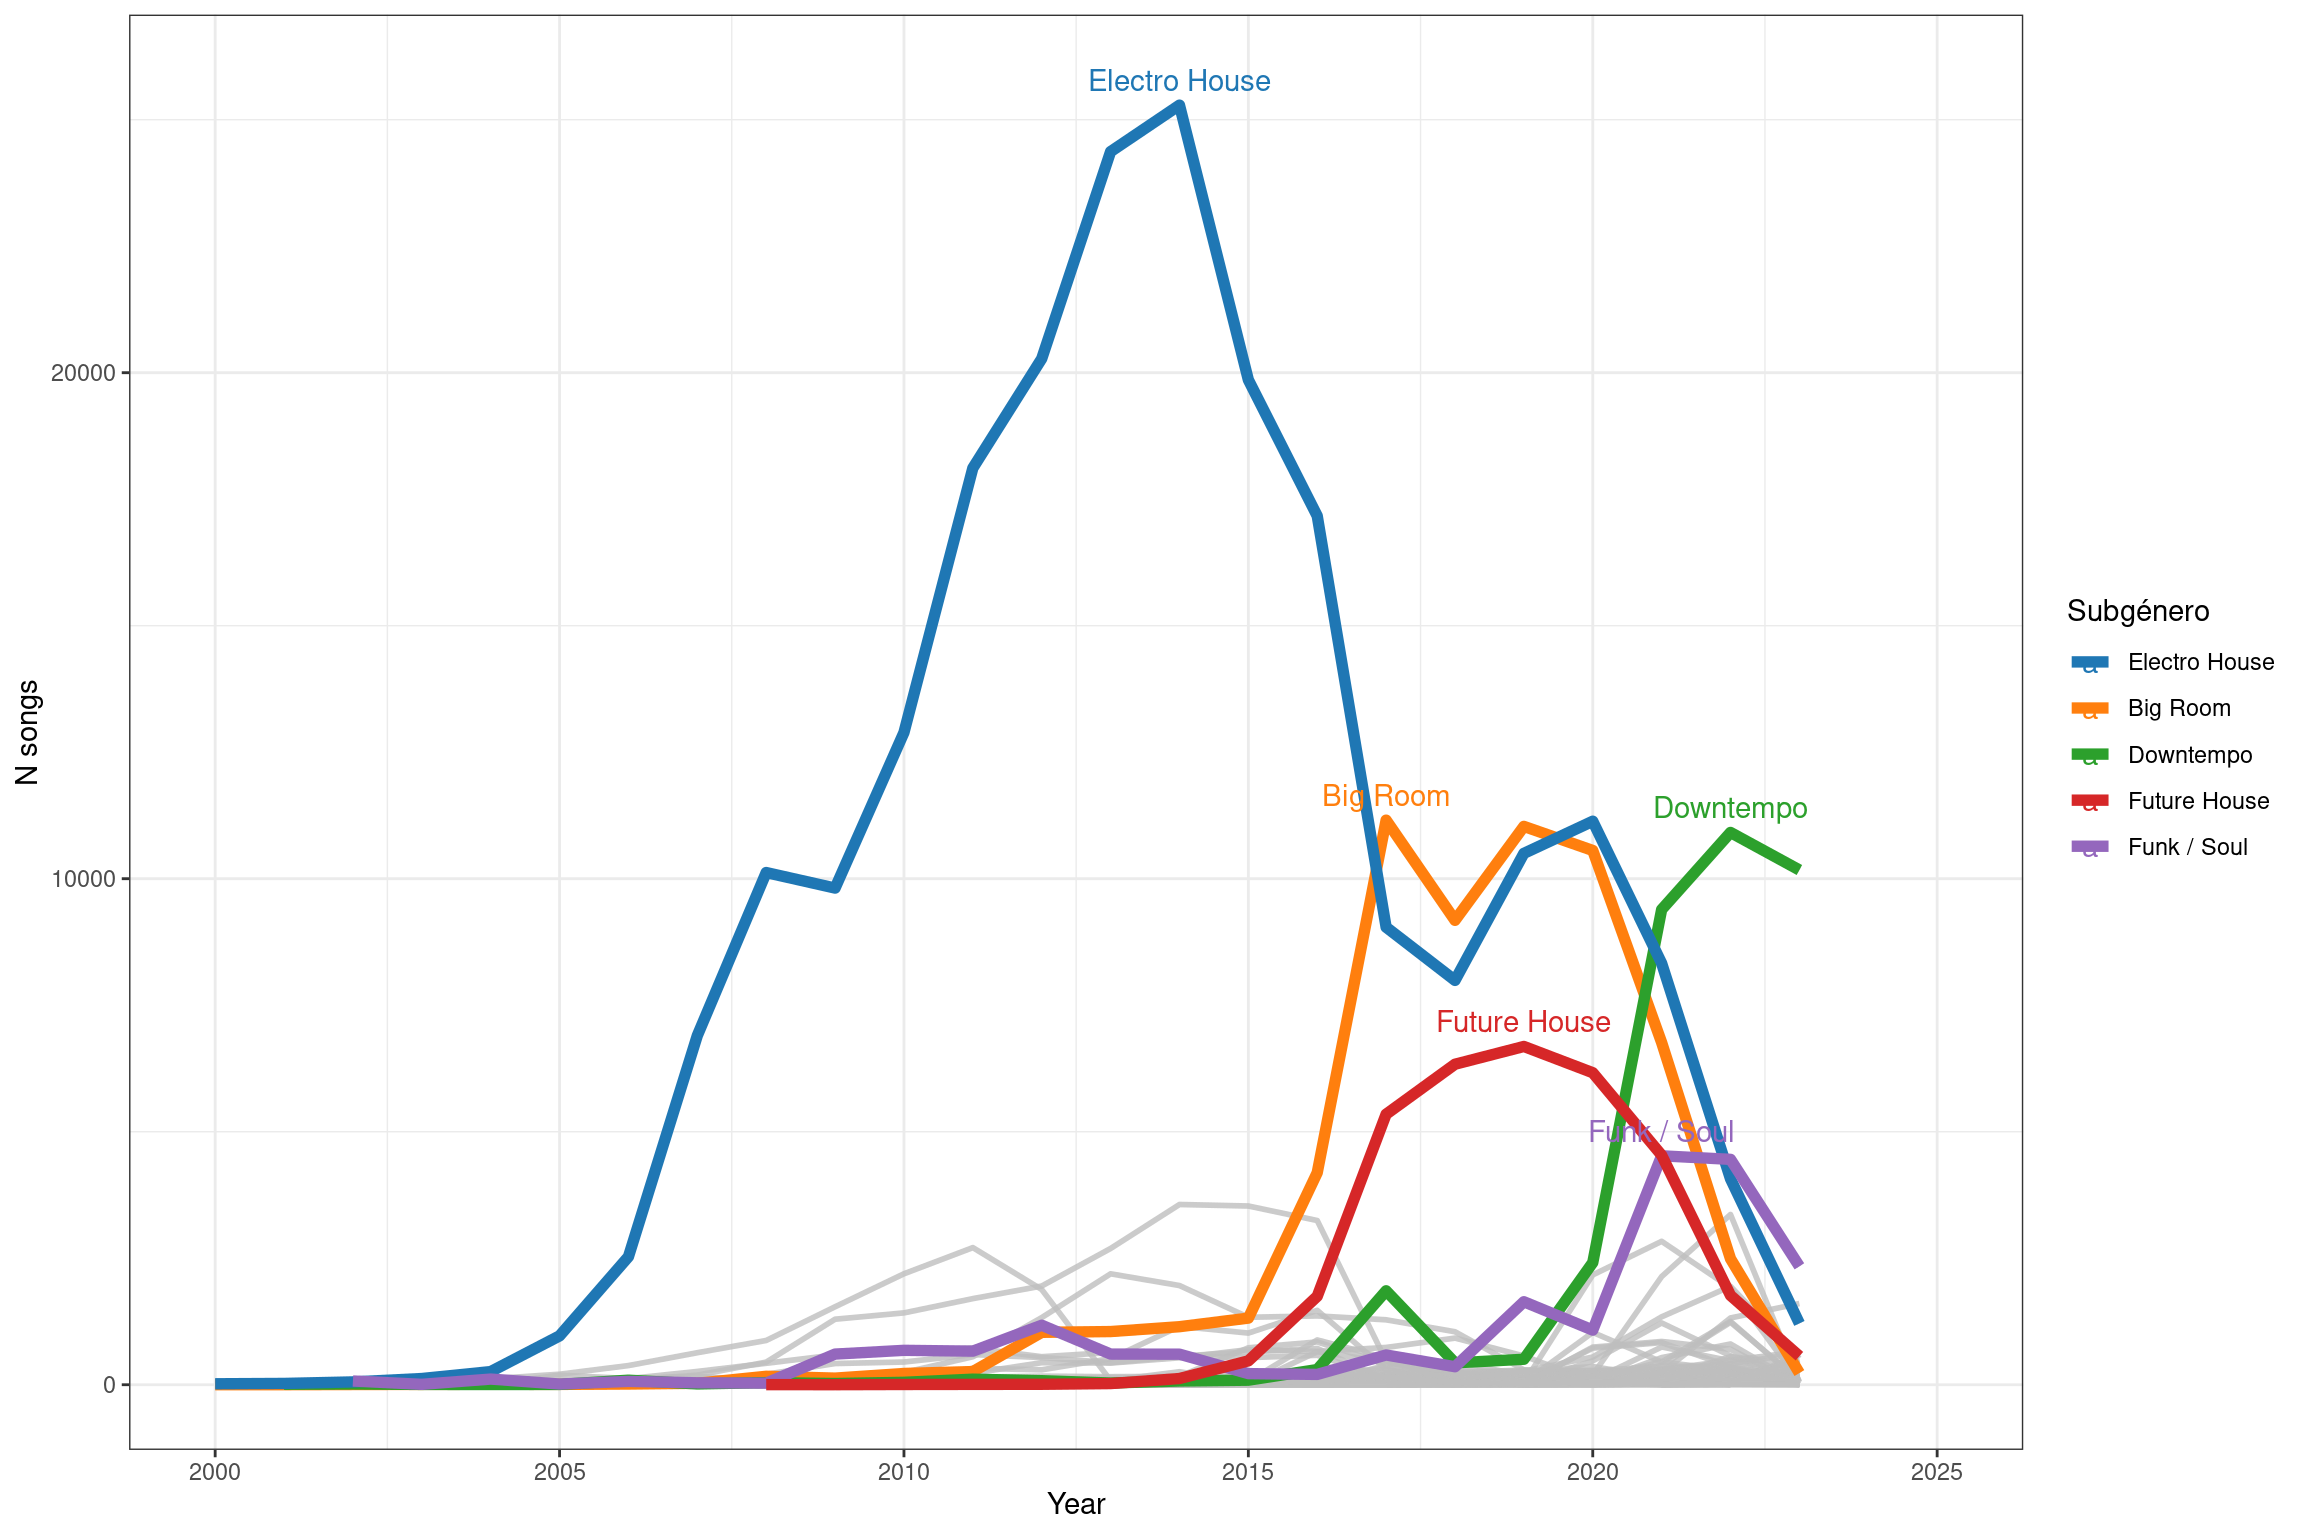 Electro House
20000
Big Room
Downtempo
10000
Future House
Funk / Soul
0
N songs
2000
2005
2010
2015
2020
2025
Year
Subgénero
a Electro House
a Big Room
a Downtempo
a Future House
a Funk / Soul